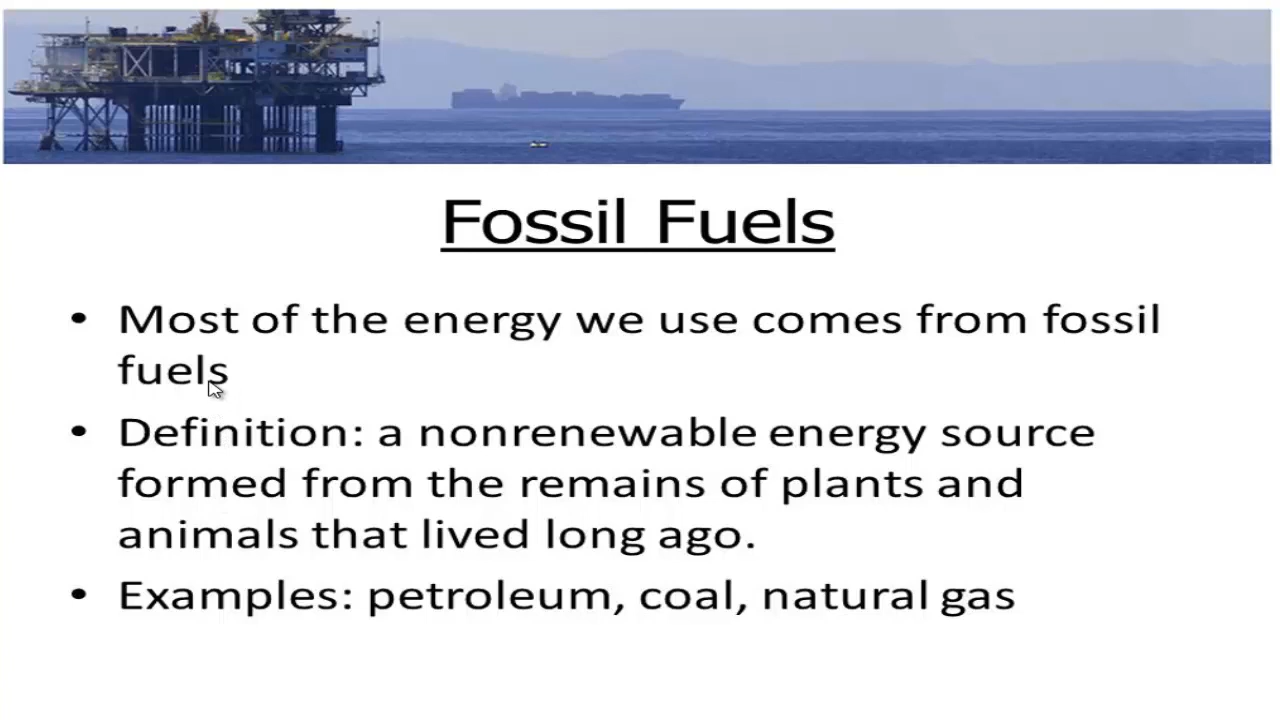 Fossil Fuels
• Most of the energy we use comes from fossil
fuels
• Definition: a nonrenewable energy source
formed from the remains of plants and
animals that lived long ago.
• Examples: petroleum, coal, natural gas